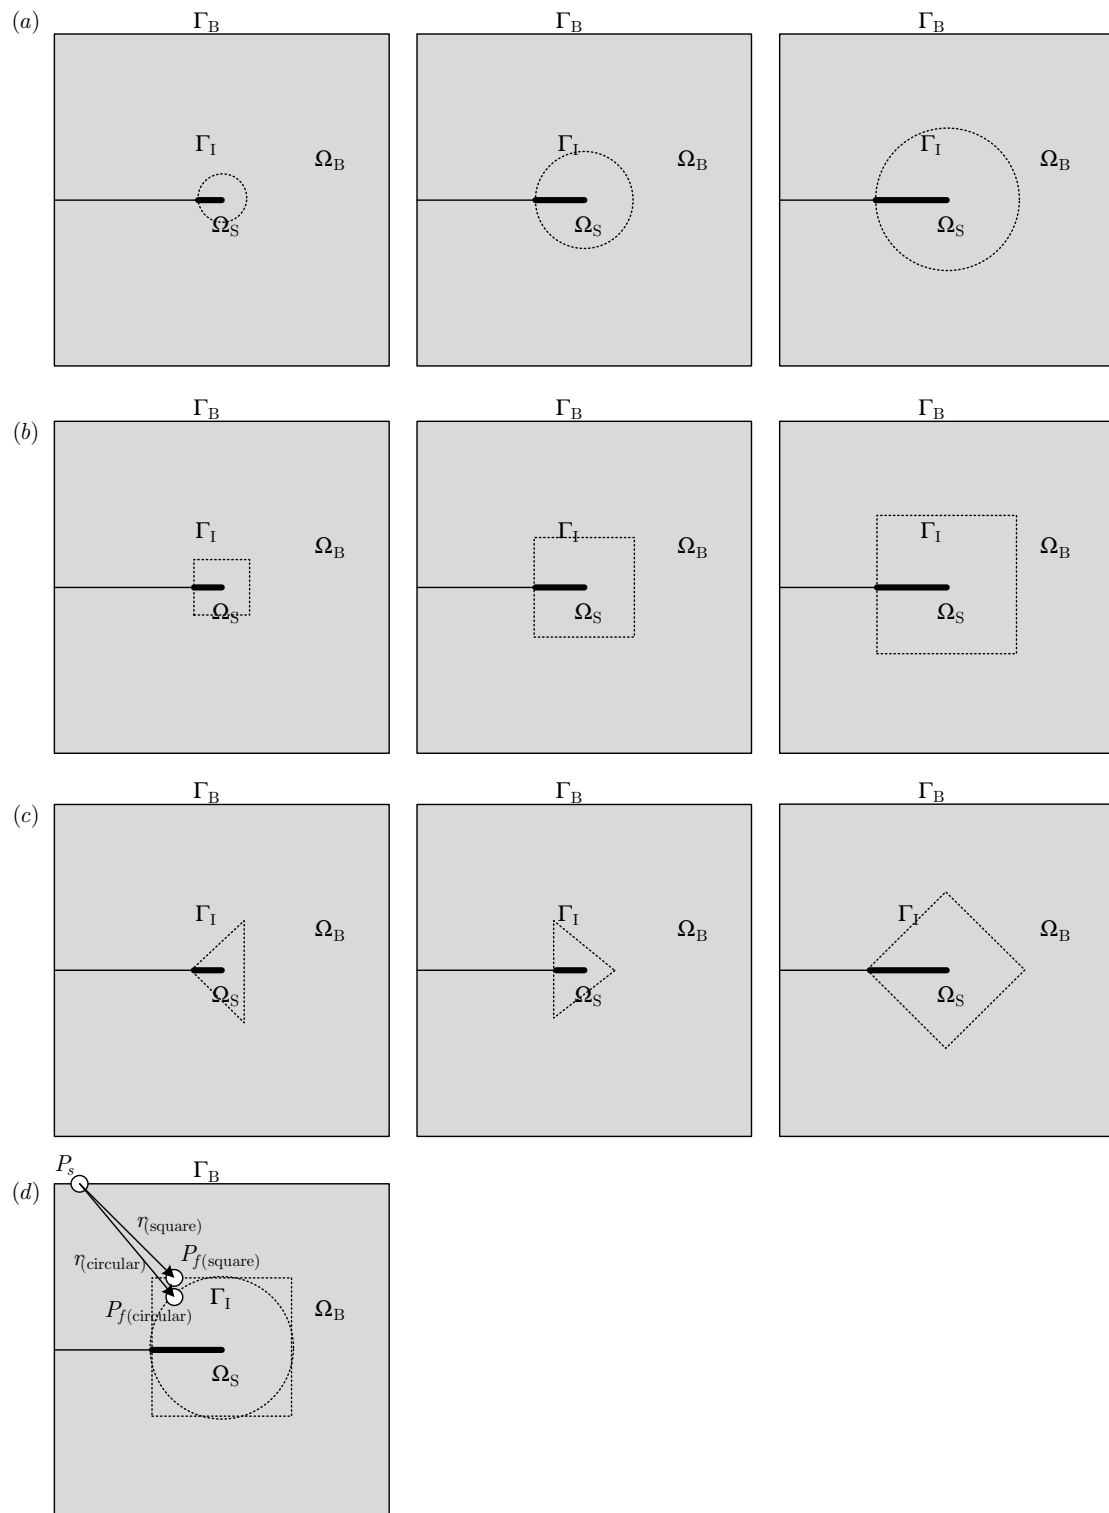 (a) Γ_B Γ_B Γ_B
Γ_I Ω_B Γ_I Ω_B Γ_I Ω_B
Ω_S Ω_S Ω_S
(b) Γ_B Γ_B Γ_B
Γ_I Ω_B Γ_I Ω_B Γ_I Ω_B
Ω_S Ω_S Ω_S
(c) Γ_B Γ_B Γ_B
Γ_I Ω_B Γ_I Ω_B Γ_I Ω_B
Ω_S Ω_S Ω_S
P_s Γ_B
(d)
r_(square)
r_(circular) P_f(square)
P_f(circular) Γ_I Ω_B
Ω_S